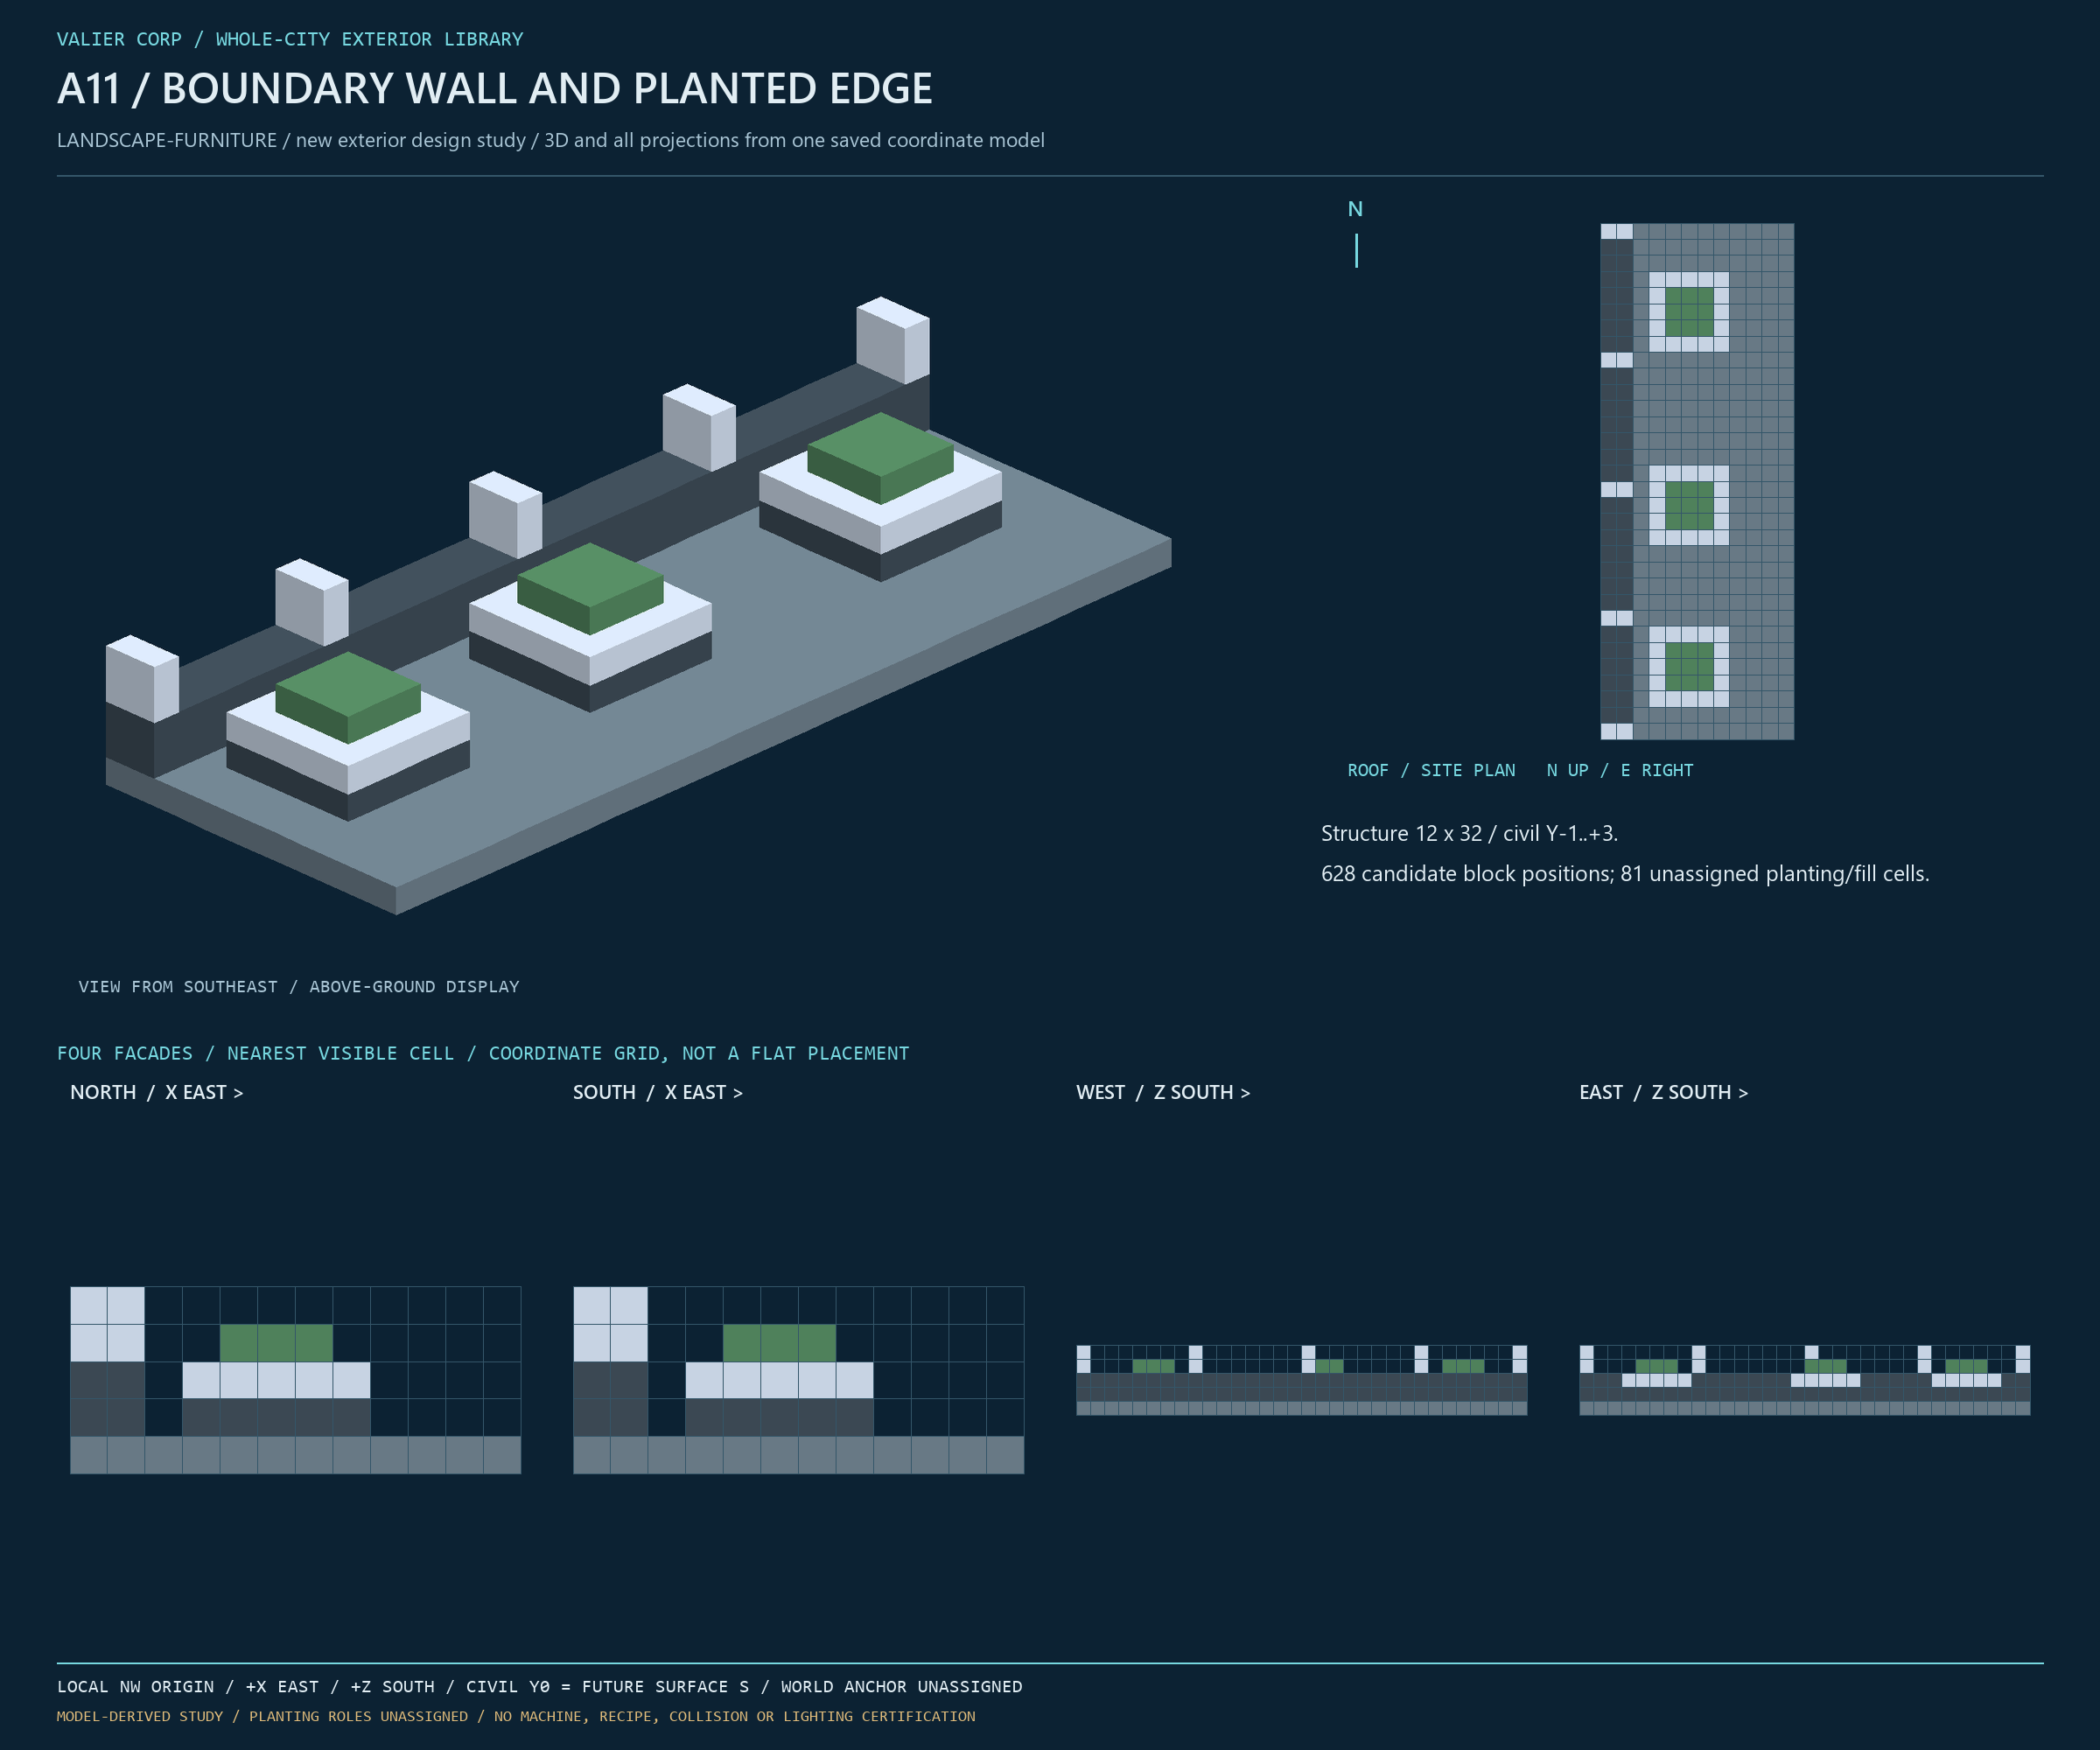 VALIER CORP / WHOLE-CITY EXTERIOR LIBRARY
A11 / BOUNDARY WALL AND PLANTED EDGE
LANDSCAPE-FURNITURE / new exterior design study / 3D and all projections from one saved coordinate model
N
ROOF / SITE PLAN   N UP / E RIGHT
Structure 12 x 32 / civil Y-1..+3.
628 candidate block positions; 81 unassigned planting/fill cells.
VIEW FROM SOUTHEAST / ABOVE-GROUND DISPLAY
FOUR FACADES / NEAREST VISIBLE CELL / COORDINATE GRID, NOT A FLAT PLACEMENT
NORTH / X EAST >
SOUTH / X EAST >
WEST / Z SOUTH >
EAST / Z SOUTH >
LOCAL NW ORIGIN / +X EAST / +Z SOUTH / CIVIL Y0 = FUTURE SURFACE S / WORLD ANCHOR UNASSIGNED
MODEL-DERIVED STUDY / PLANTING ROLES UNASSIGNED / NO MACHINE, RECIPE, COLLISION OR LIGHTING CERTIFICATION